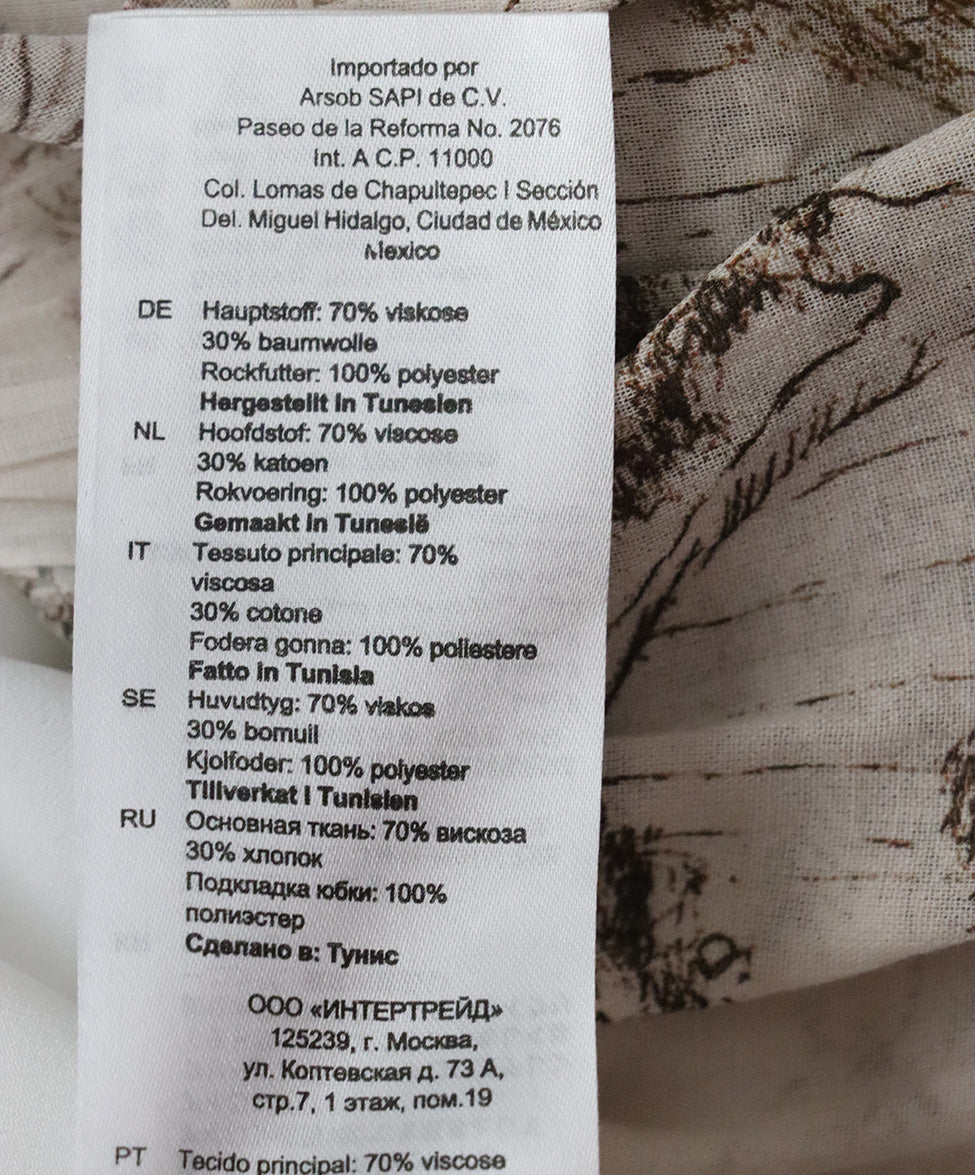 Importado por
Arsob SAPI de C.V.
Paseo de la Reforma No. 2076
Int. A C.P. 11000
Col. Lomas de Chapultepec I Sección
Del. Miguel Hidalgo, Ciudad de México
Mexico
DE Hauptstoff: 70% viskose
30% baumwolle
Rockfutter: 100% polyester
Hergestellt in Tunesien
NL Hoofdstof: 70% viscose
30% katoen
Rokvoering: 100% polyester
Gemaakt in Tunesië
IT Tessuto principale: 70%
viscosa
30% cotone
Fodera gonna: 100% poliestere
Fatto in Tunisia
SE Huvudtyg: 70% viskos
30% bomull
Kjolfoder: 100% polyester
Tillverkat i Tunisien
RU Основная ткань: 70% вискоза
30% хлопок
Подкладка юбки: 100%
полиэстер
Сделано в: Тунис
ООО «ИНТЕРТРЕЙД»
125239, г. Москва,
ул. Коптевская д. 73 А,
стр.7, 1 этаж, пом.19
PT Tecido principal: 70% viscose